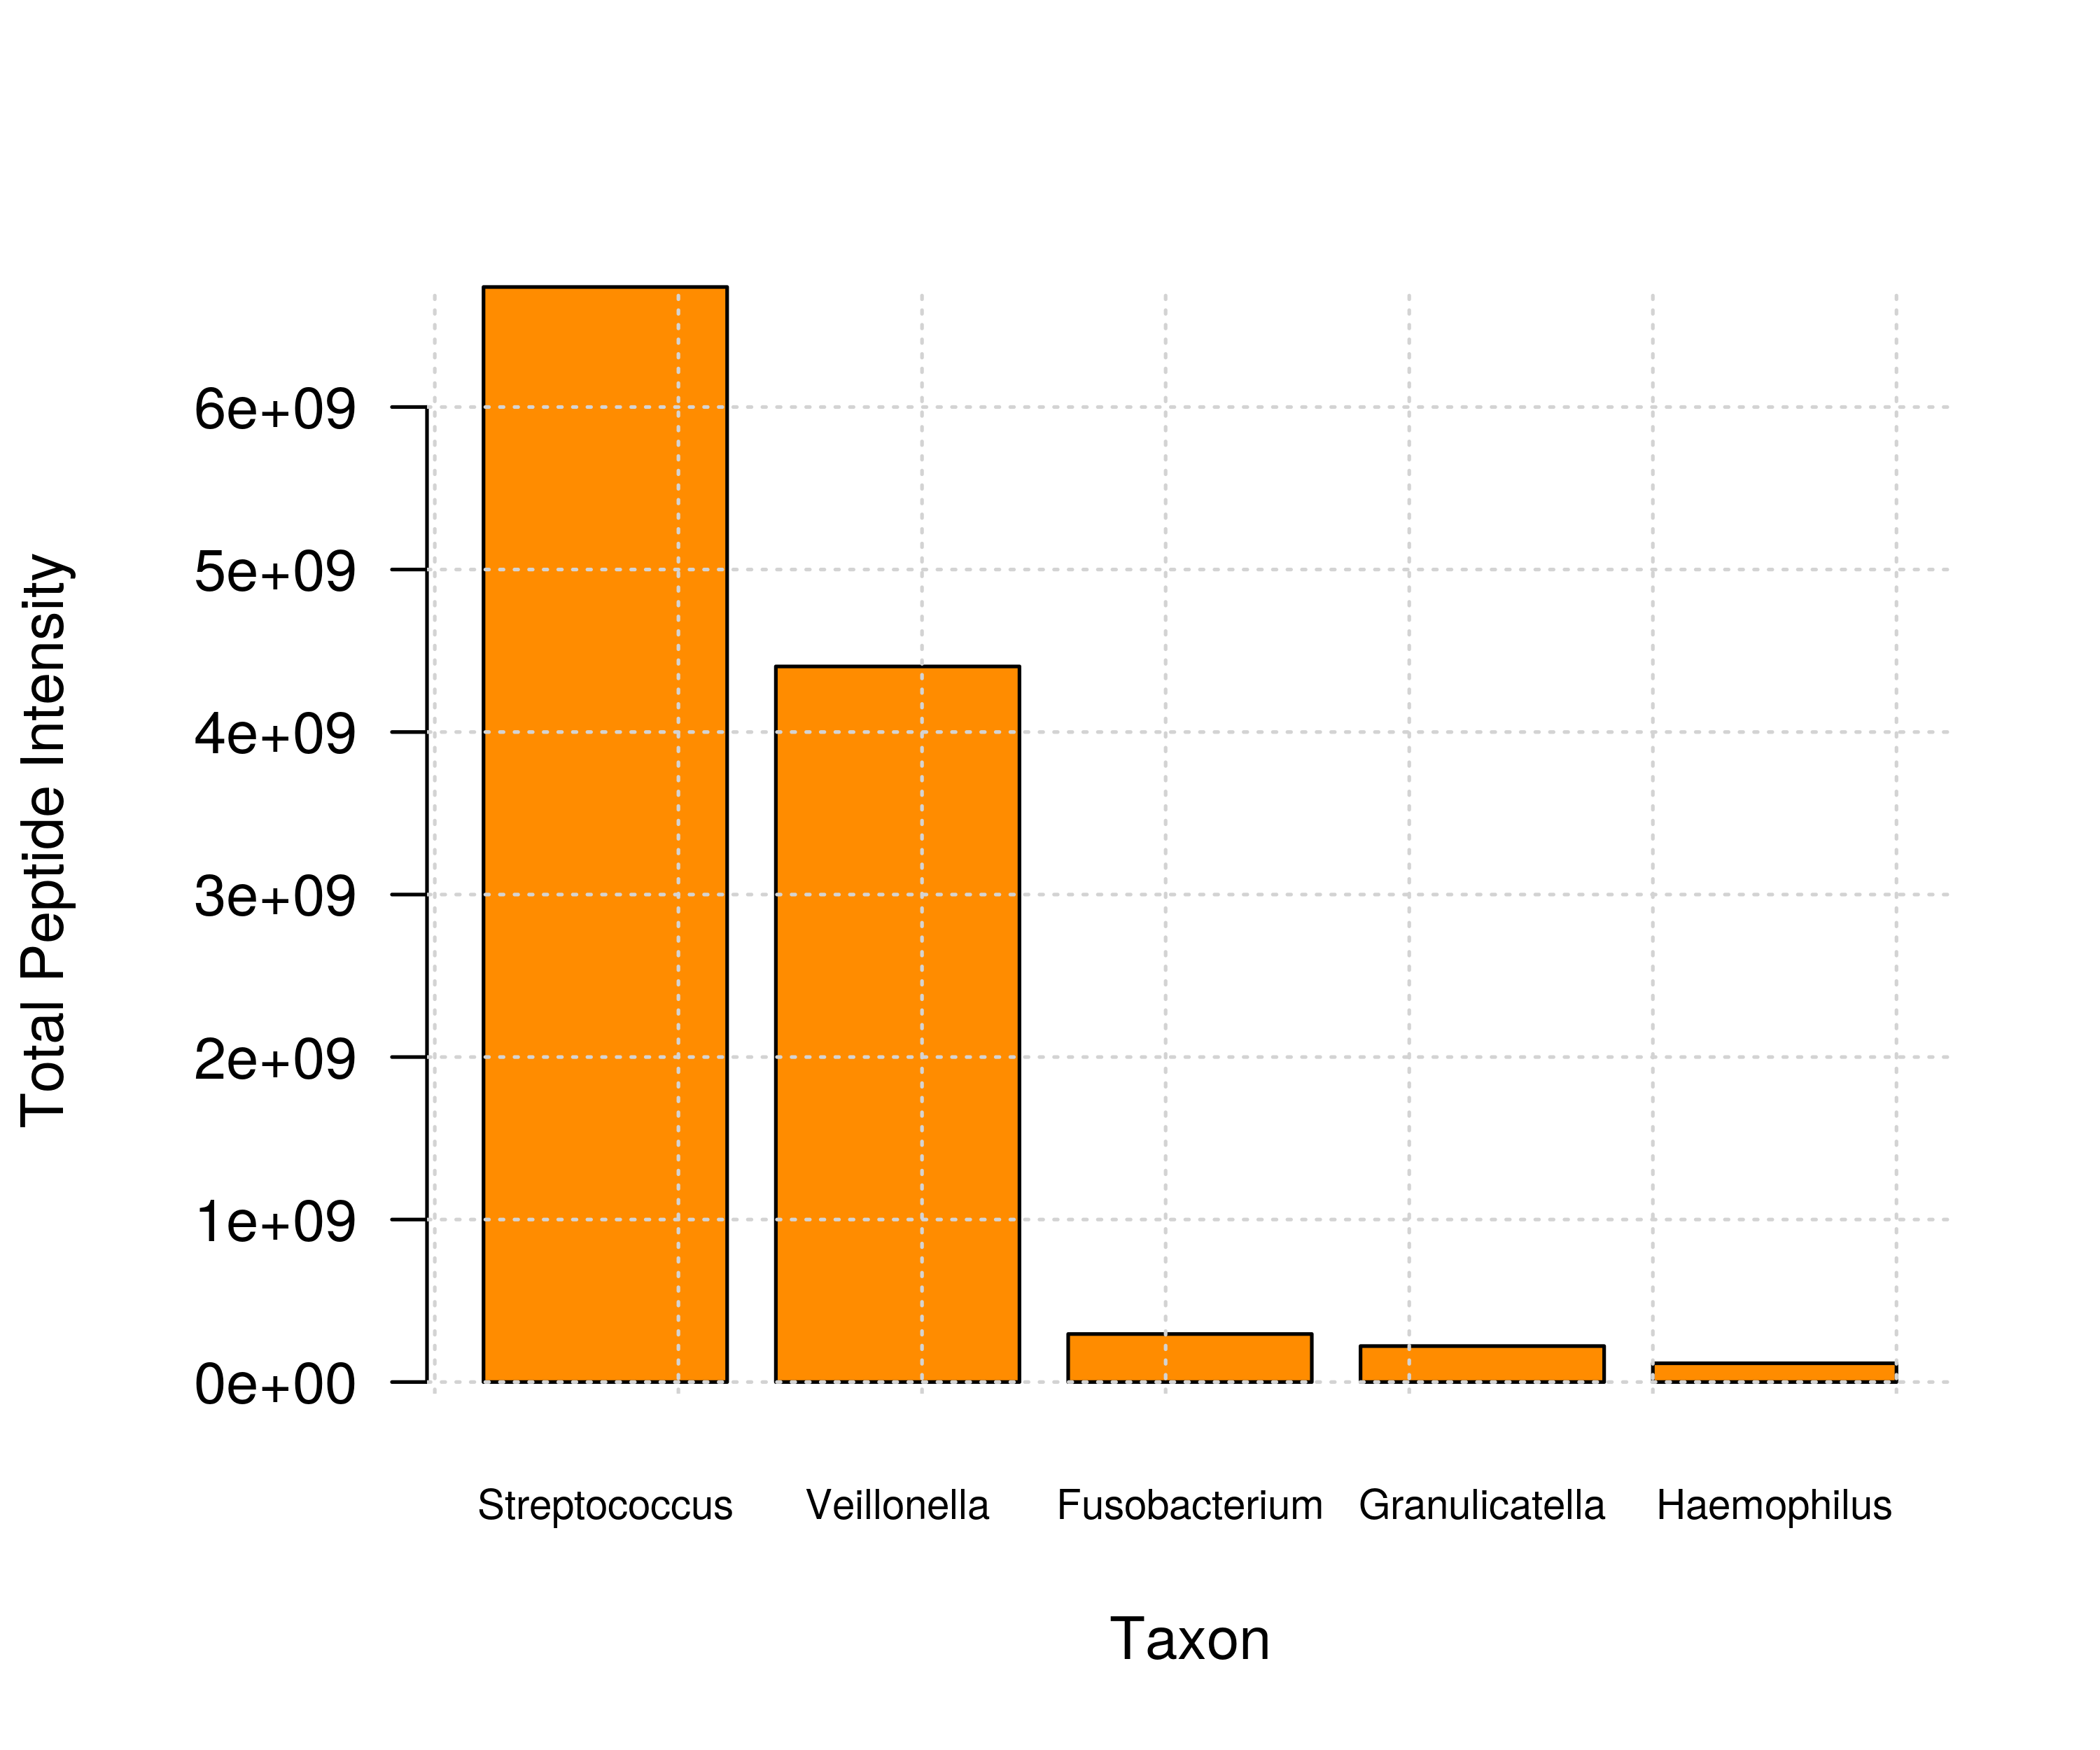 6e+09
5e+09
4e+09
3e+09
2e+09
1e+09
0e+00
Total Peptide Intensity
Streptococcus Veillonella Fusobacterium Granulicatella Haemophilus
Taxon